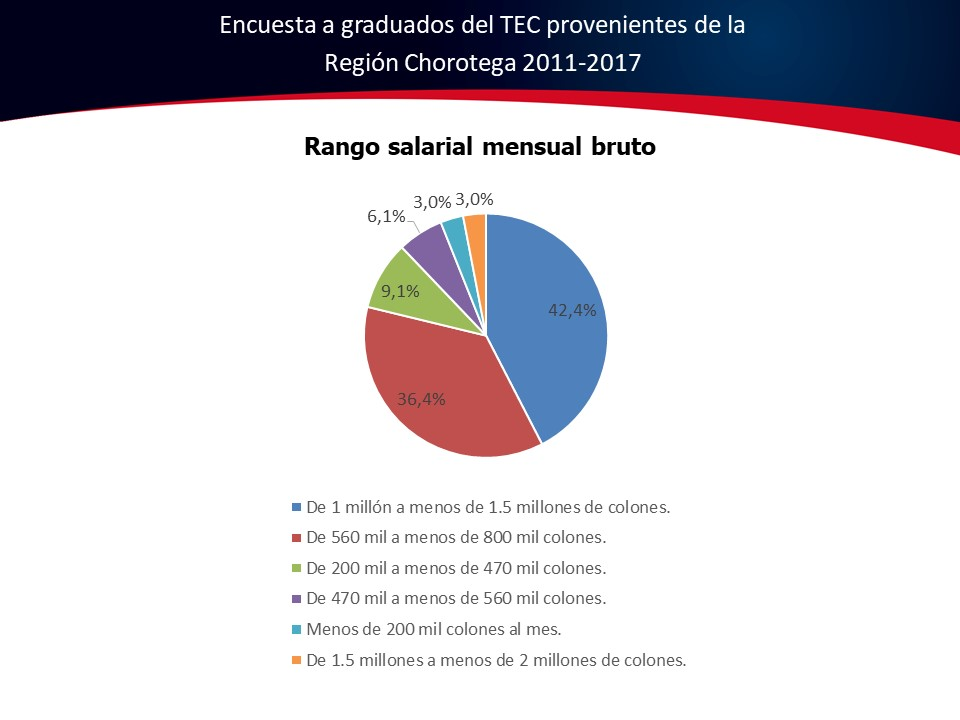 Encuesta a graduados del TEC provenientes de la
Región Chorotega 2011-2017
Rango salarial mensual bruto
3,0%
3,0%
6,1%
9,1%
42,4%
36,4%
De 1 millón a menos de 1.5 millones de colones.
De 560 mil a menos de 800 mil colones.
De 200 mil a menos de 470 mil colones.
De 470 mil a menos de 560 mil colones.
Menos de 200 mil colones al mes.
De 1.5 millones a menos de 2 millones de colones.